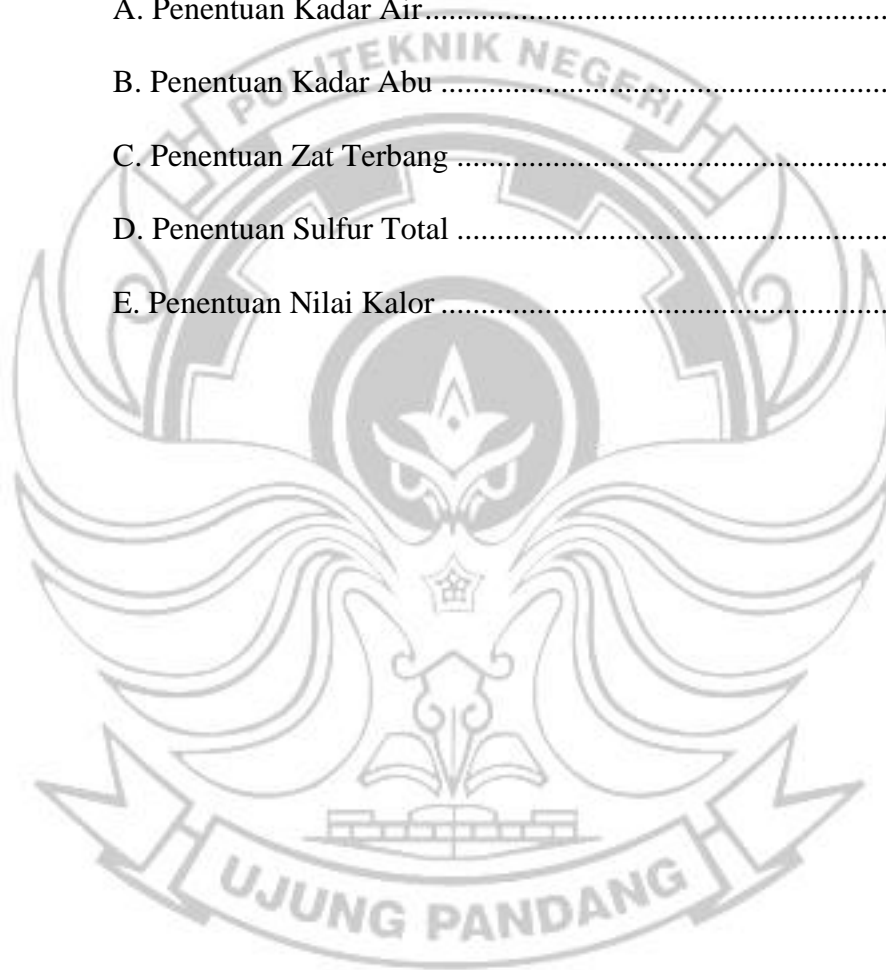 A. Penentuan Kadar Air..........................................................
POLITEKNIK NEGERI
B. Penentuan Kadar Abu ........................................................
C. Penentuan Zat Terbang ......................................................
D. Penentuan Sulfur Total ......................................................
E. Penentuan Nilai Kalor ........................................................
UJUNG PANDANG